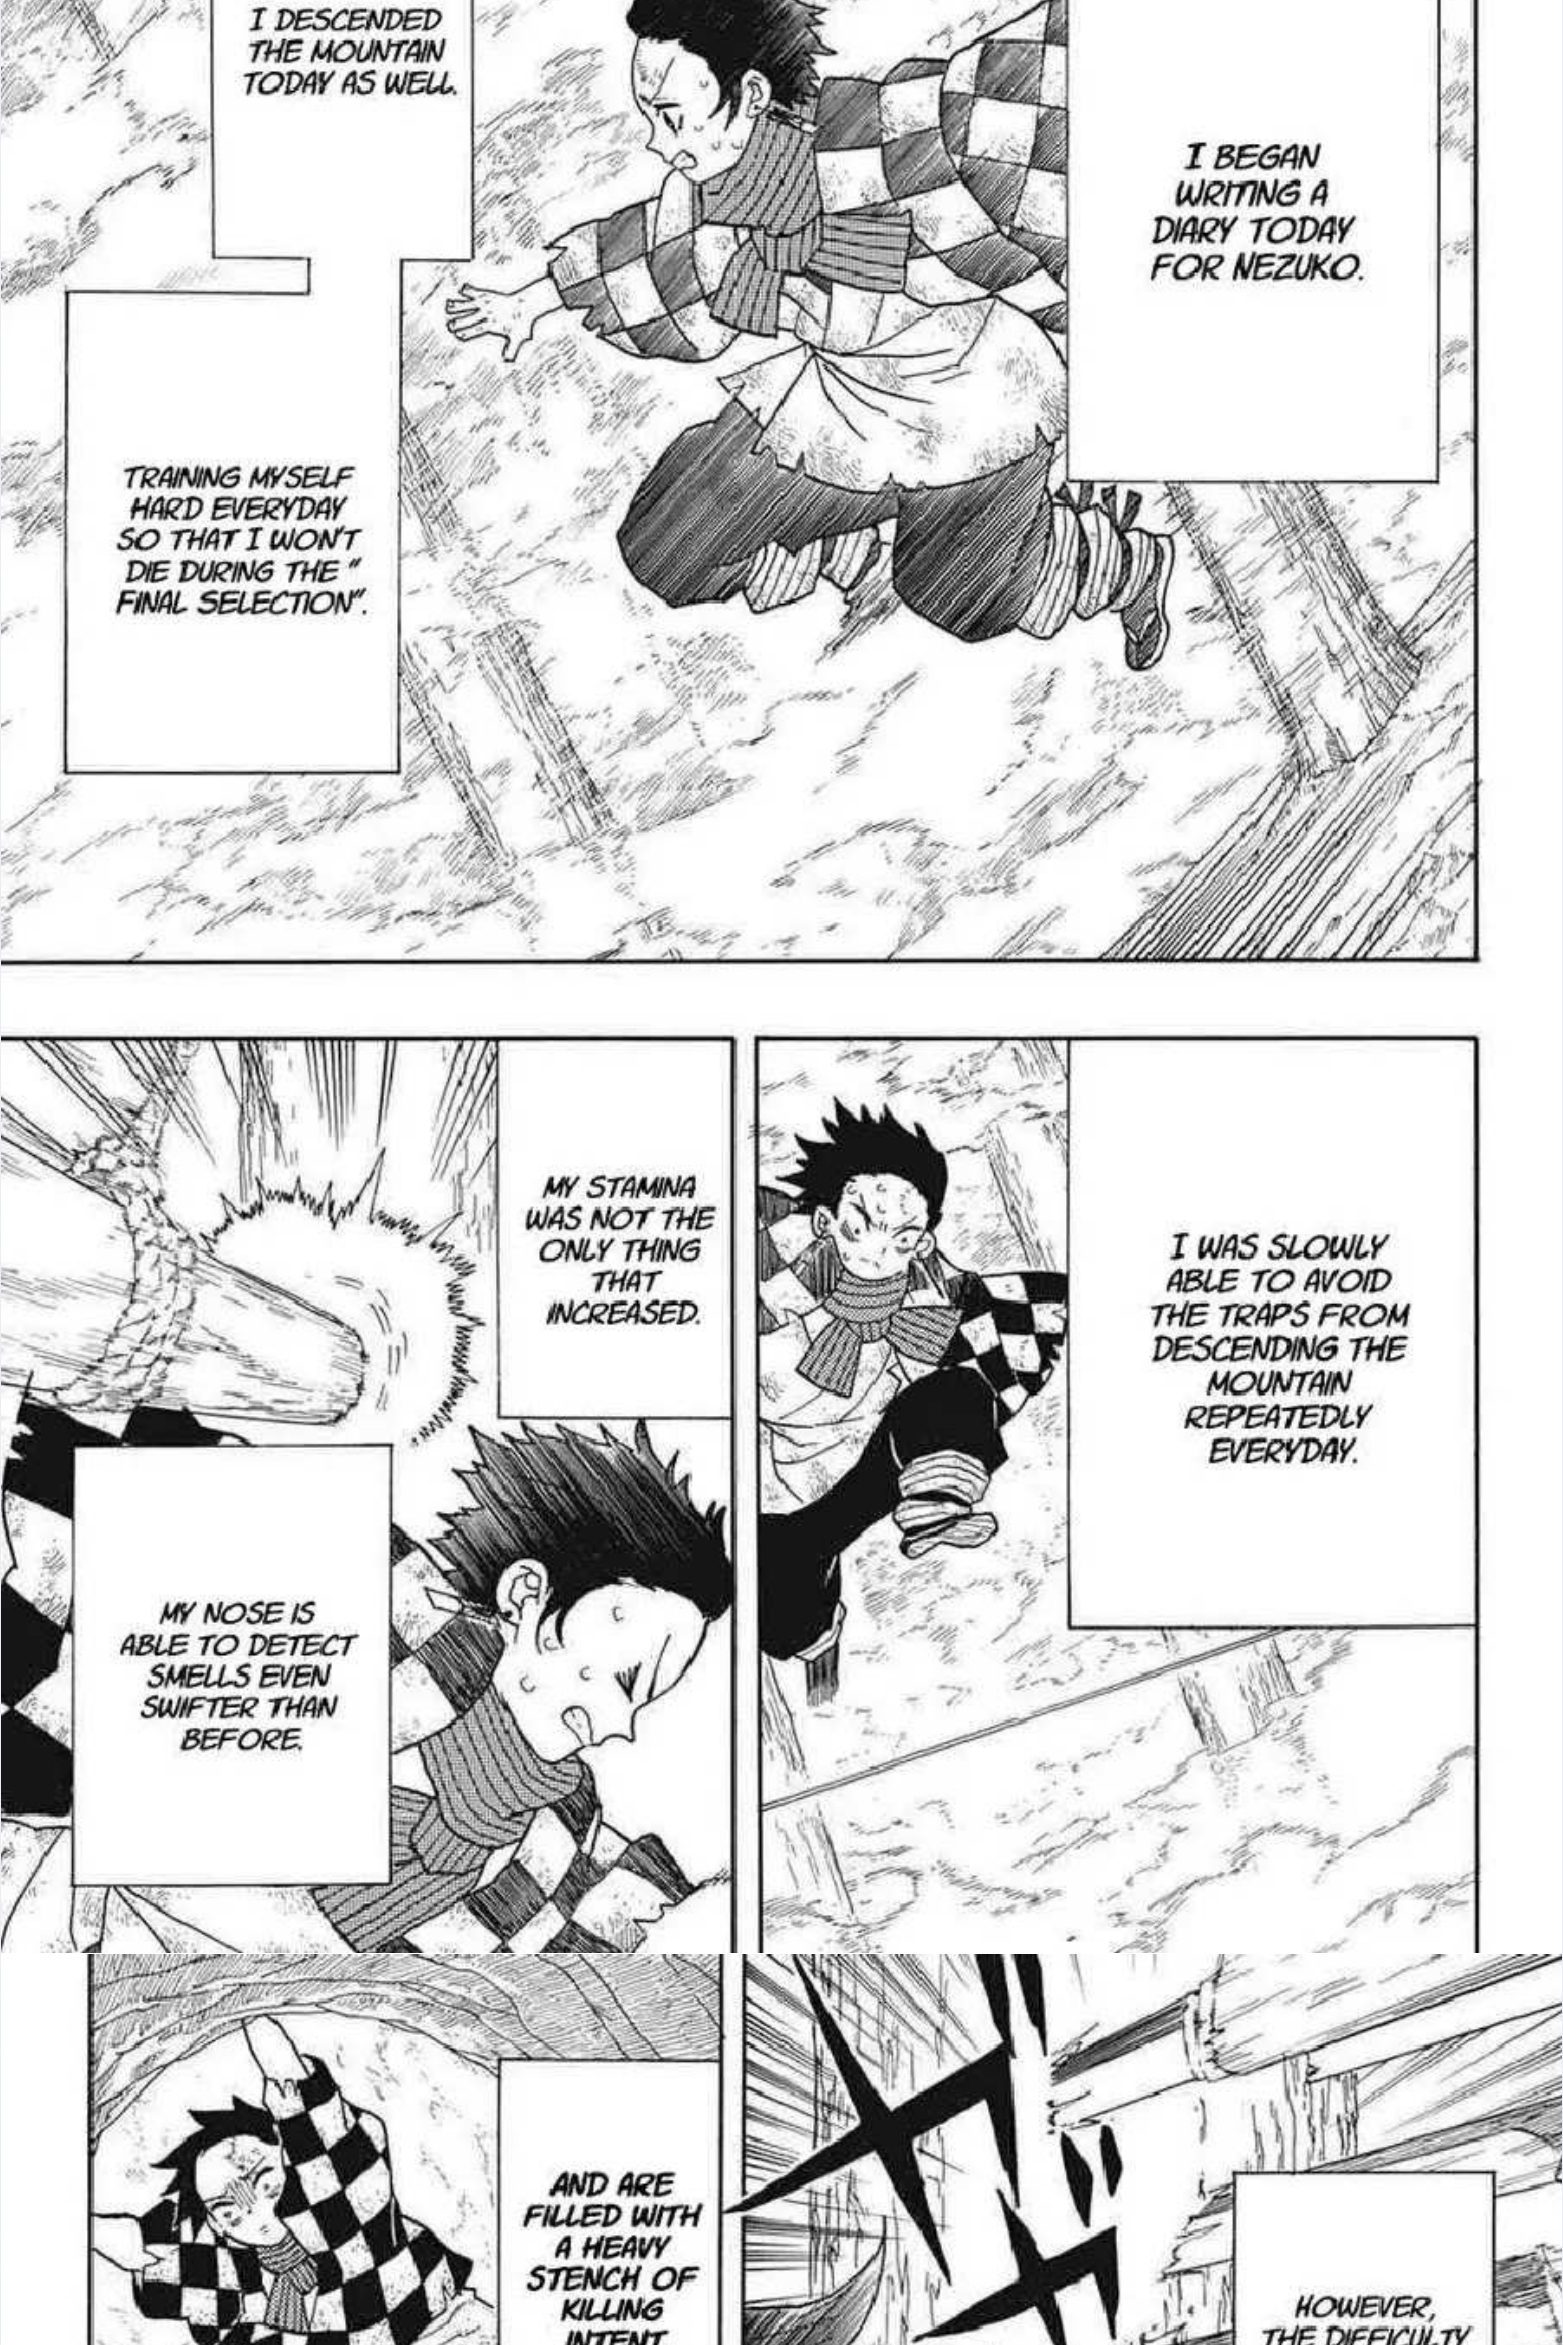 I BEGAN
WRITING A
DIARY TODAY
FOR NEZUKO.
I DESCENDED
THE MOUNTAIN
TODAY AS WELL.
TRAINING MYSELF
HARD EVERYDAY
SO THAT I WON'T
DIE DURING THE "
FINAL SELECTION".
I WAS SLOWLY
ABLE TO AVOID
THE TRAPS FROM
DESCENDING THE
MOUNTAIN
REPEATEDLY
EVERYDAY.
MY STAMINA
WAS NOT THE
ONLY THING
THAT
INCREASED.
MY NOSE IS
ABLE TO DETECT
SMELLS EVEN
SWIFTER THAN
BEFORE.
HOWEVER,
THE DIFFICULTY
AND ARE
FILLED WITH
A HEAVY
STENCH OF
KILLING
INTENT